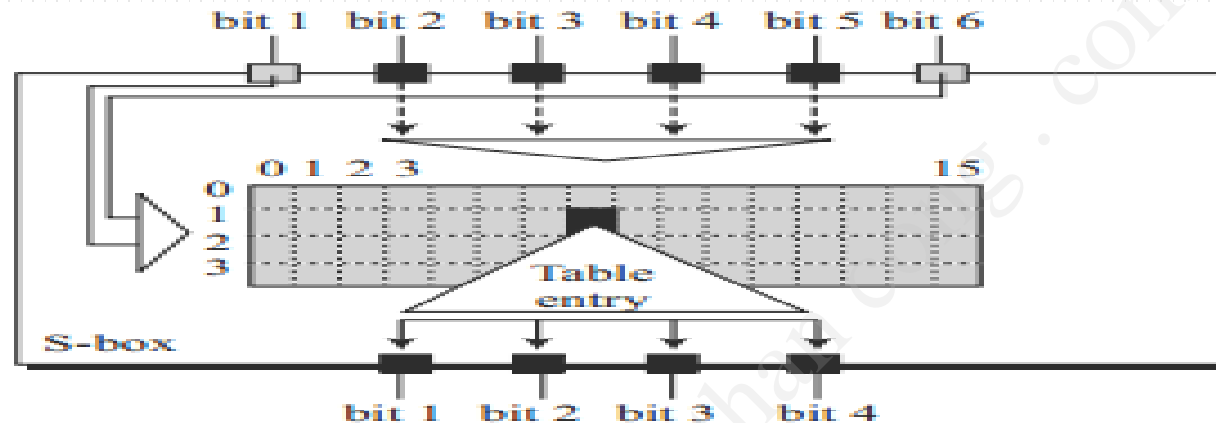 bit 1 bit 2 bit 3 bit 4 bit 5 bit 6
0 1 2 3 15
0
1
2
3
Table
entry
S-box
bit 1 bit 2 bit 3 bit 4
. com